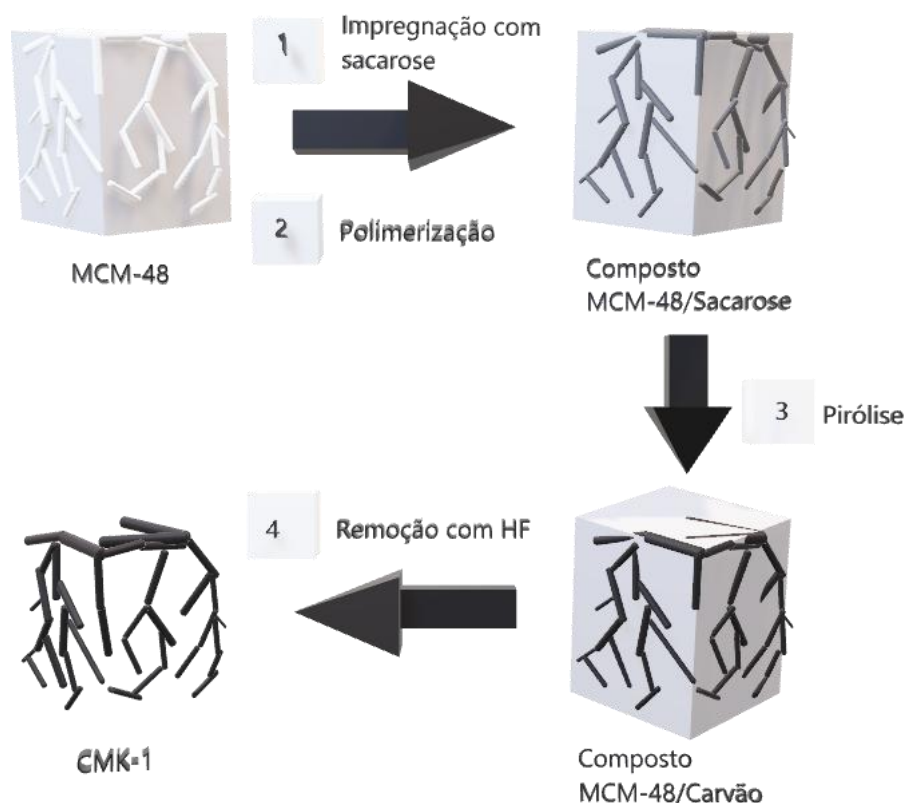 1
Impregnação com
sacarose
2
Polimerização
MCM-48
Composto
MCM-48/Sacarose
3
Pirólise
4
Remoção com HF
CMK-1
Composto
MCM-48/Carvão